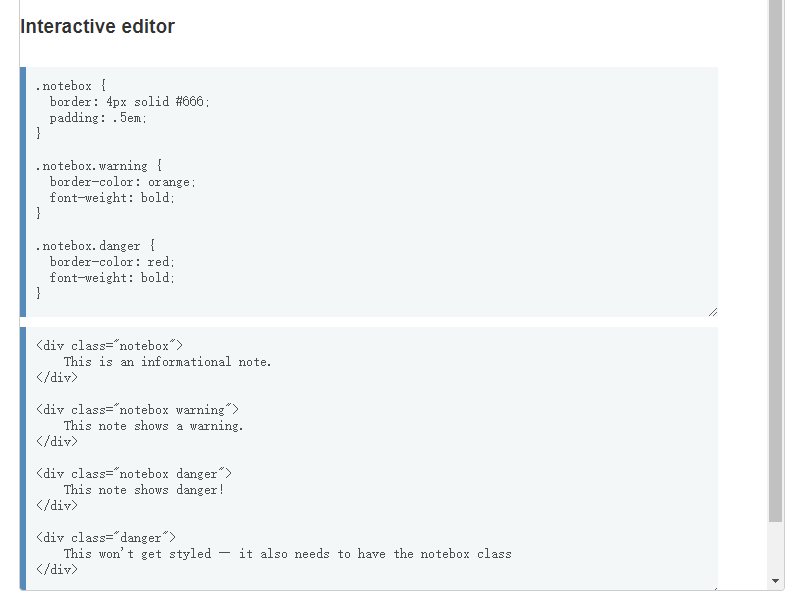 Interactive editor
.notebox {
  border: 4px solid #666;
  padding: .5em;
}

.notebox.warning {
  border-color: orange;
  font-weight: bold;
}

.notebox.danger {
  border-color: red;
  font-weight: bold;
}
<div class="notebox">
    This is an informational note.
</div>

<div class="notebox warning">
    This note shows a warning.
</div>

<div class="notebox danger">
    This note shows danger!
</div>

<div class="danger">
    This won't get styled — it also needs to have the notebox class
</div>